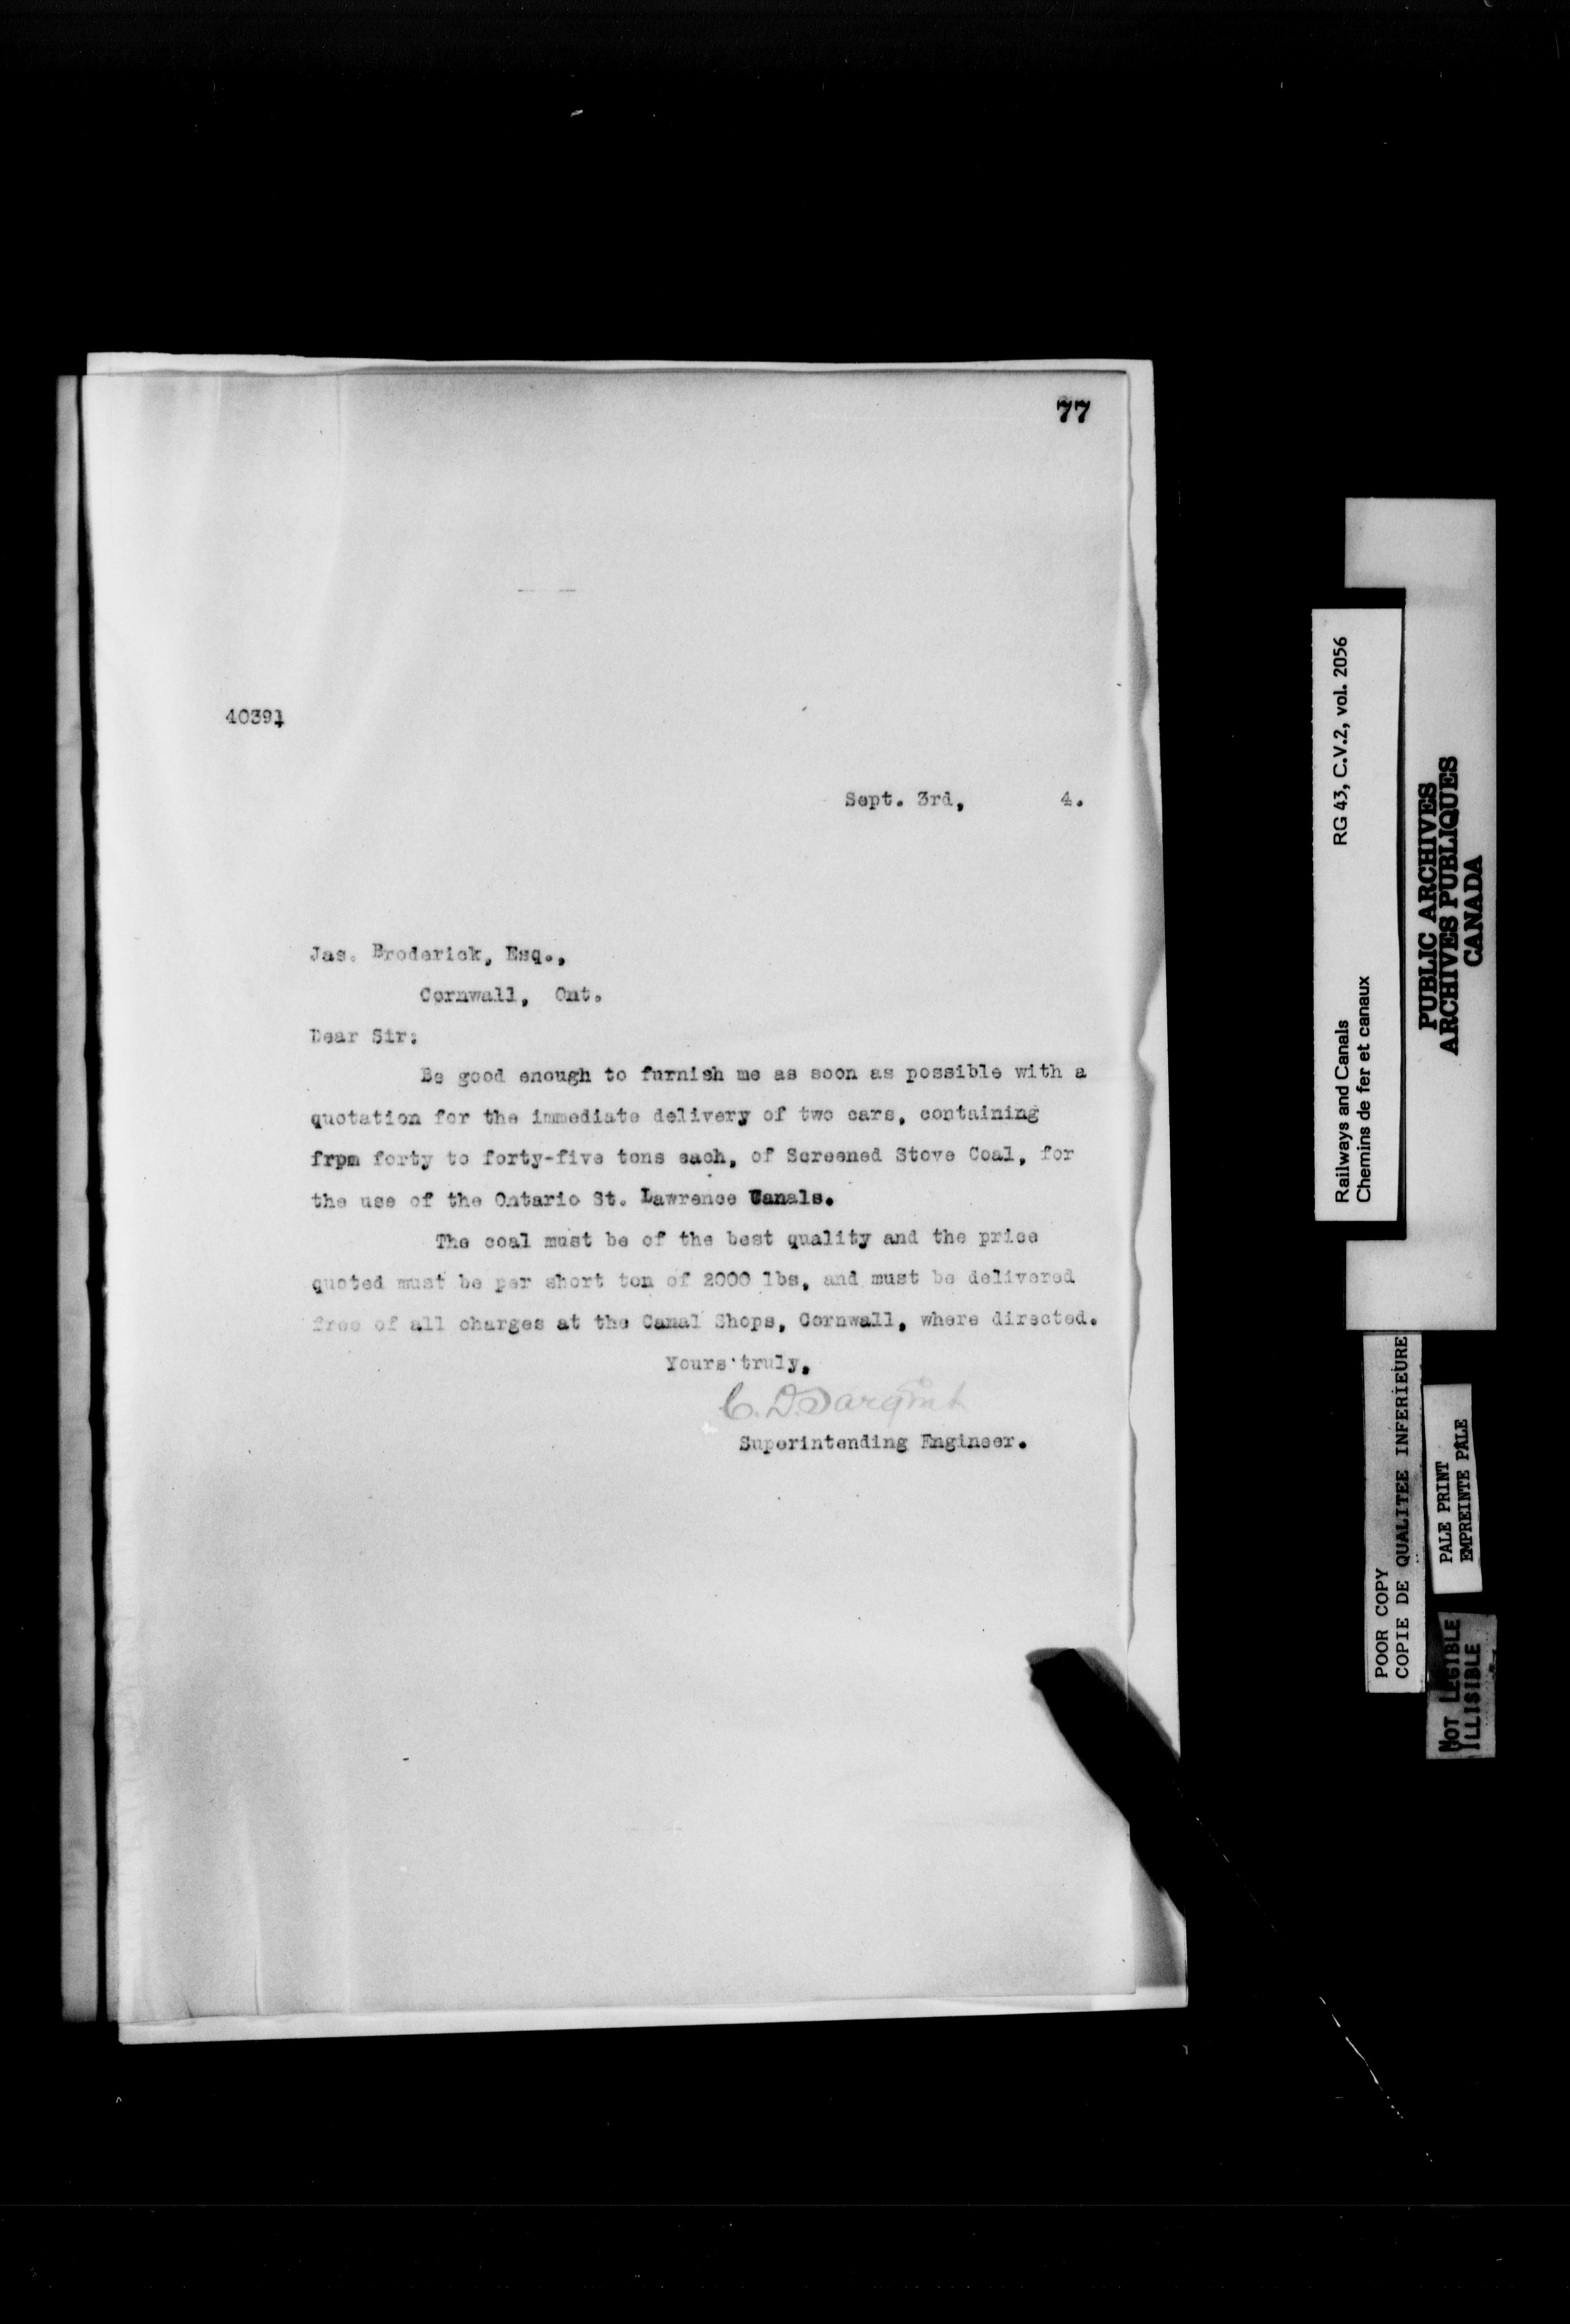 77
40391
Sept. 3rd, 4.
Jas. Broderick, Esq.,
Cornwall, Ont.
Dear Sir:
Be good enough to furnish me as soon as possible with a
quotation for the immediate delivery of two cars, containing
frpm forty to forty-five tons each, of Screened Stove Coal, for
the use of the Ontario St. Lawrence Canals.
The coal must be of the best quality and the price
quoted must be per short ton of 2000 lbs, and must be delivered
free of all charges at the Canal Shops, Cornwall, where directed.
Yours truly,
C. D. Sargent
Superintending Engineer.
Railways and Canals RG 43, C.V.2, vol. 2056
Chemins de fer et canaux
PUBLIC ARCHIVES
ARCHIVES PUBLIQUES
CANADA
POOR COPY
COPIE DE QUALITEE INFERIEURE
PALE PRINT
EMPREINTE PÂLE
NOT LEGIBLE
ILLISIBLE